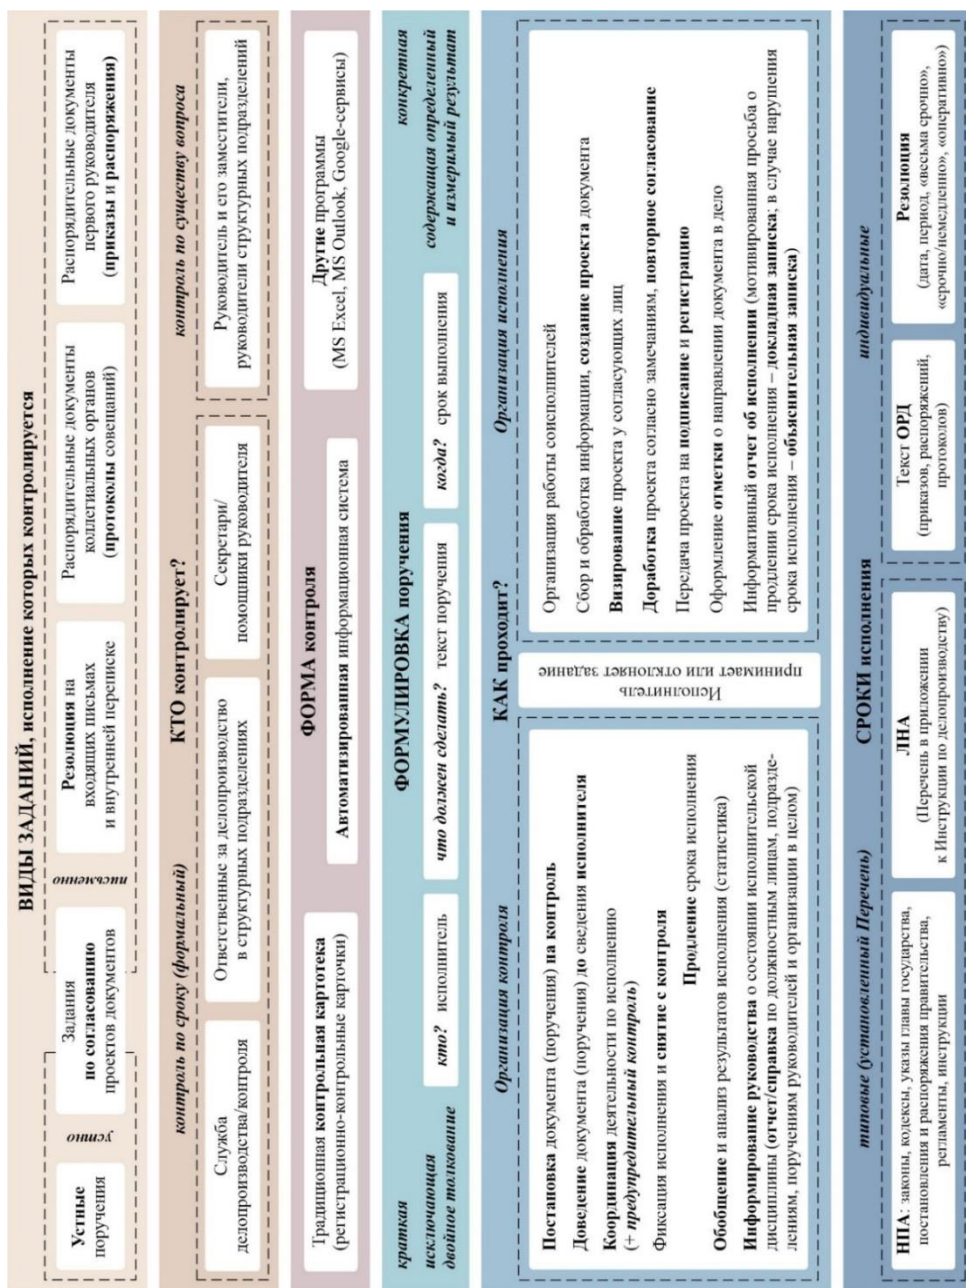 ВИДЫ ЗАДАНИЙ, исполнение которых контролируется
Устные
поручения
устно
Задания
по согласованию
проектов документов
письменно
Резолюция на
входящих письмах
и внутренней переписке
Распорядительные документы
коллегиальных органов
(протоколы совещаний)
Распорядительные документы
первого руководителя
(приказы и распоряжения)
КТО контролирует?
контроль по сроку (формальный)
контроль по существу вопроса
Служба
делопроизводства/контроля
Ответственные за делопроизводство
в структурных подразделениях
Секретари/
помощники руководителя
Руководитель и его заместители,
руководители структурных подразделений
ФОРМА контроля
Традиционная контрольная картотека
(регистрационно-контрольные карточки)
Автоматизированная информационная система
Другие программы
(MS Excel, MS Outlook, Google-сервисы)
ФОРМУЛИРОВКА поручения
краткая
исключающая
двойное толкование
кто? исполнитель
что должен сделать? текст поручения
когда? срок выполнения
конкретная
содержащая определенный
и измеримый результат
КАК проходит?
Организация контроля
Постановка документа (поручения) на контроль
Доведение документа (поручения) до сведения исполнителя
Координация деятельности по исполнению
(+ предупредительный контроль)
Фиксация исполнения и снятие с контроля
Продление срока исполнения
Обобщение и анализ результатов исполнения (статистика)
Информирование руководства о состоянии исполнительской
дисциплины (отчет/справка по должностным лицам, подразде-
лениям, поручениям руководителей и организации в целом)
Исполнитель
принимает или отклоняет задание
Организация исполнения
Организация работы соисполнителей
Сбор и обработка информации, создание проекта документа
Визирование проекта у согласующих лиц
Доработка проекта согласно замечаниям, повторное согласование
Передача проекта на подписание и регистрацию
Оформление отметки о направлении документа в дело
Информативный отчет об исполнении (мотивированная просьба о
продлении срока исполнения – докладная записка; в случае нарушения
срока исполнения – объяснительная записка)
СРОКИ исполнения
типовые (установленный Перечень)
индивидуальные
НПА: законы, кодексы, указы главы государства,
постановления и распоряжения правительства,
регламенты, инструкции
ЛНА
(Перечень в приложении
к Инструкции по делопроизводству)
Текст ОРД
(приказов, распоряжений,
протоколов)
Резолюция
(дата, период, «весьма срочно»,
«срочно/немедленно», «оперативно»)